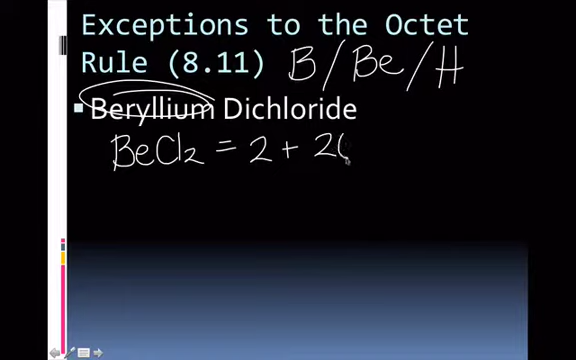 Exceptions to the Octet
Rule (8.11) B/Be/H
Beryllium Dichloride
BeCl₂ = 2 + 2(